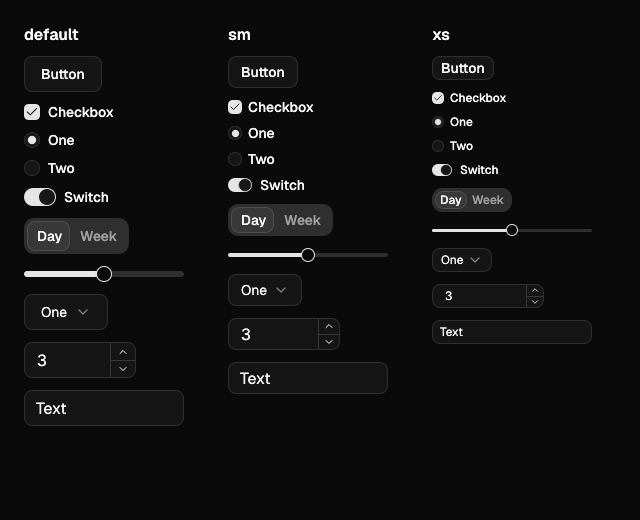 default
Button
Checkbox
One
Two
Switch
Day Week
One
3
Text
sm
Button
Checkbox
One
Two
Switch
Day Week
One
3
Text
xs
Button
Checkbox
One
Two
Switch
Day Week
One
3
Text